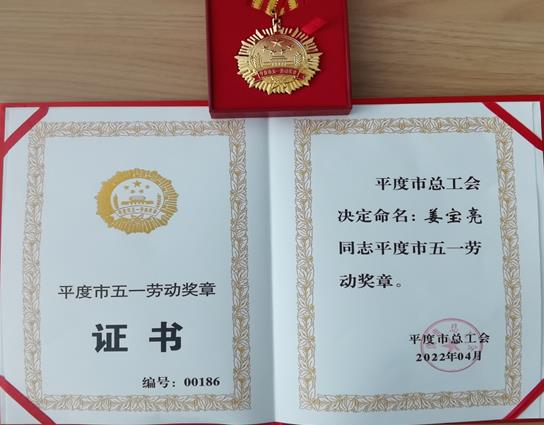 平度市五一劳动奖章
证书
编号：00186
平度市总工会
决定命名：姜宝亮
同志平度市五一劳
动奖章。
平度市总工会
2022年04月